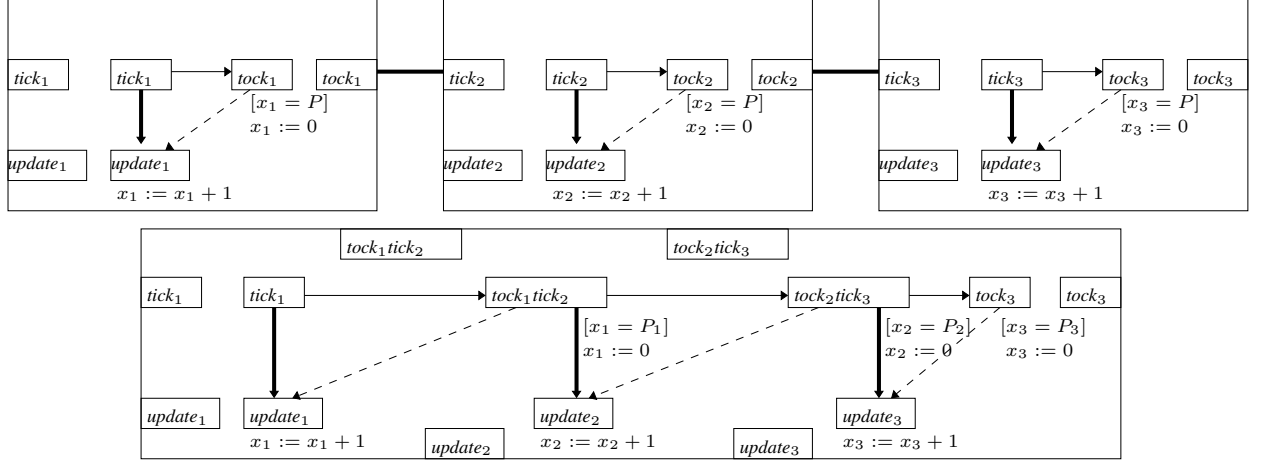 tick₁ tick₁ tock₁ tock₁ tick₂ tick₂ tock₂ tock₂ tick₃ tick₃ tock₃ tock₃
[x₁ = P] [x₂ = P] [x₃ = P]
x₁ := 0 x₂ := 0 x₃ := 0
update₁ update₁ update₂ update₂ update₃ update₃
x₁ := x₁ + 1 x₂ := x₂ + 1 x₃ := x₃ + 1
tock₁tick₂ tock₂tick₃
tick₁ tick₁ tock₁tick₂ tock₂tick₃ tock₃ tock₃
[x₁ = P₁] [x₂ = P₂] [x₃ = P₃]
x₁ := 0 x₂ := 0 x₃ := 0
update₁ update₁ update₂ update₃
x₁ := x₁ + 1 x₂ := x₂ + 1 x₃ := x₃ + 1
update₂ update₃